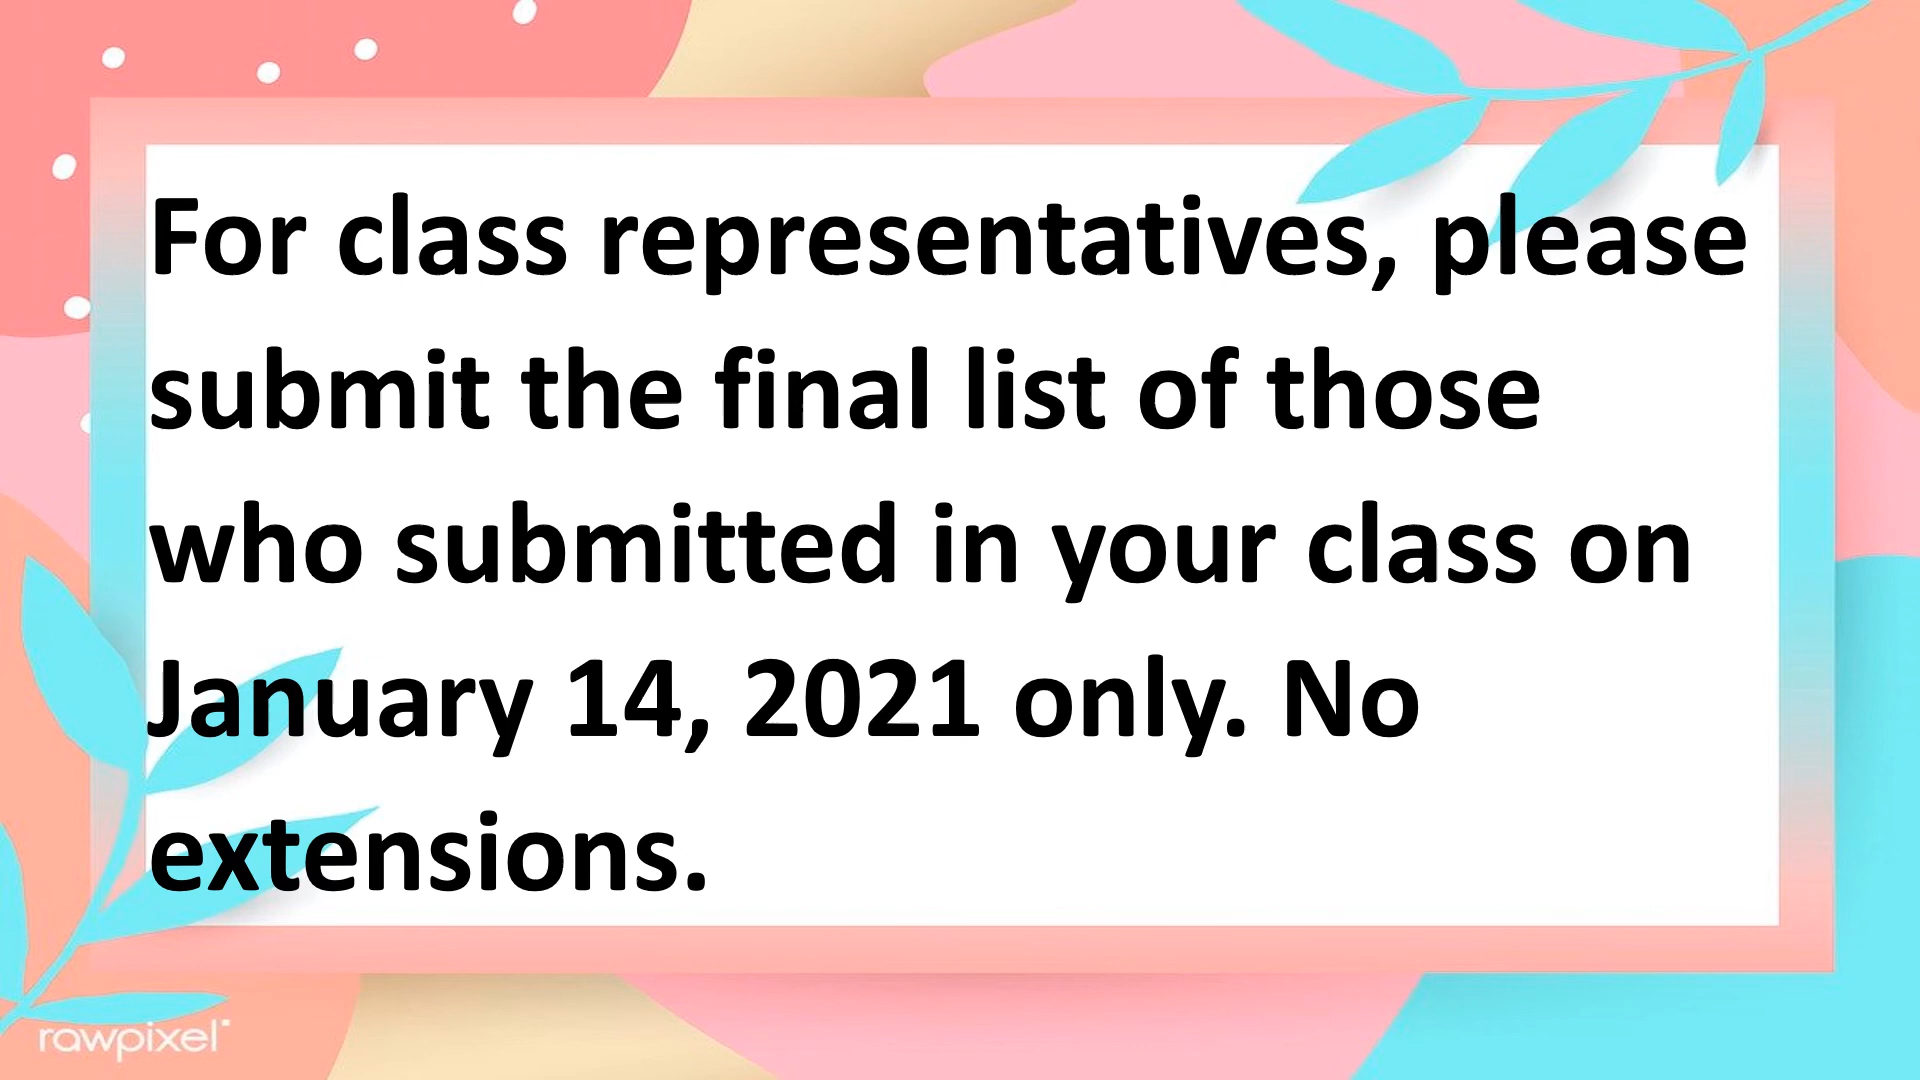 For class representatives, please
submit the final list of those
who submitted in your class on
January 14, 2021 only. No
extensions.
rawpixel